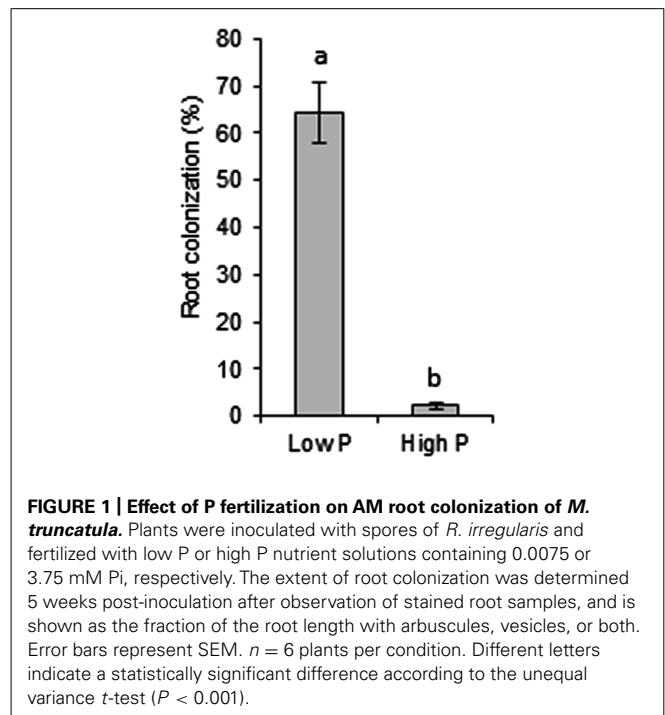 80
70
60
50
40
30
20
10
0
Root colonization (%)
a
b
Low P
High P
FIGURE 1 | Effect of P fertilization on AM root colonization of M.
truncatula. Plants were inoculated with spores of R. irregularis and
fertilized with low P or high P nutrient solutions containing 0.0075 or
3.75 mM Pi, respectively. The extent of root colonization was determined
5 weeks post-inoculation after observation of stained root samples, and is
shown as the fraction of the root length with arbuscules, vesicles, or both.
Error bars represent SEM. n = 6 plants per condition. Different letters
indicate a statistically significant difference according to the unequal
variance t-test (P < 0.001).